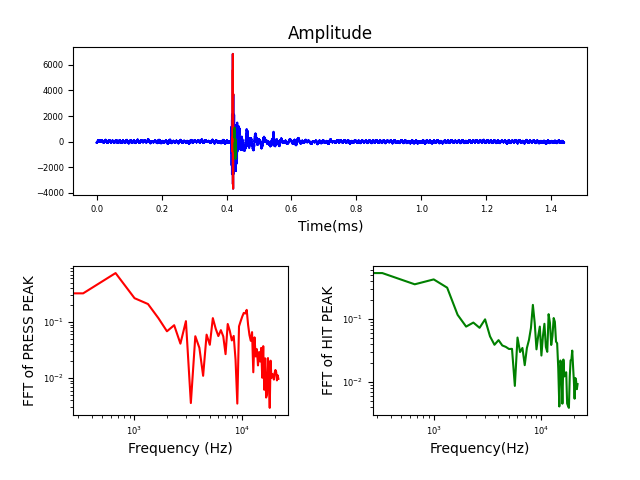 Amplitude
6000
4000
2000
0
−2000
−4000
0.0 0.2 0.4 0.6 0.8 1.0 1.2 1.4
Time(ms)
FFT of PRESS PEAK
10⁻¹
10⁻²
10³ 10⁴
Frequency (Hz)
FFT of HIT PEAK
10⁻¹
10⁻²
10³ 10⁴
Frequency(Hz)